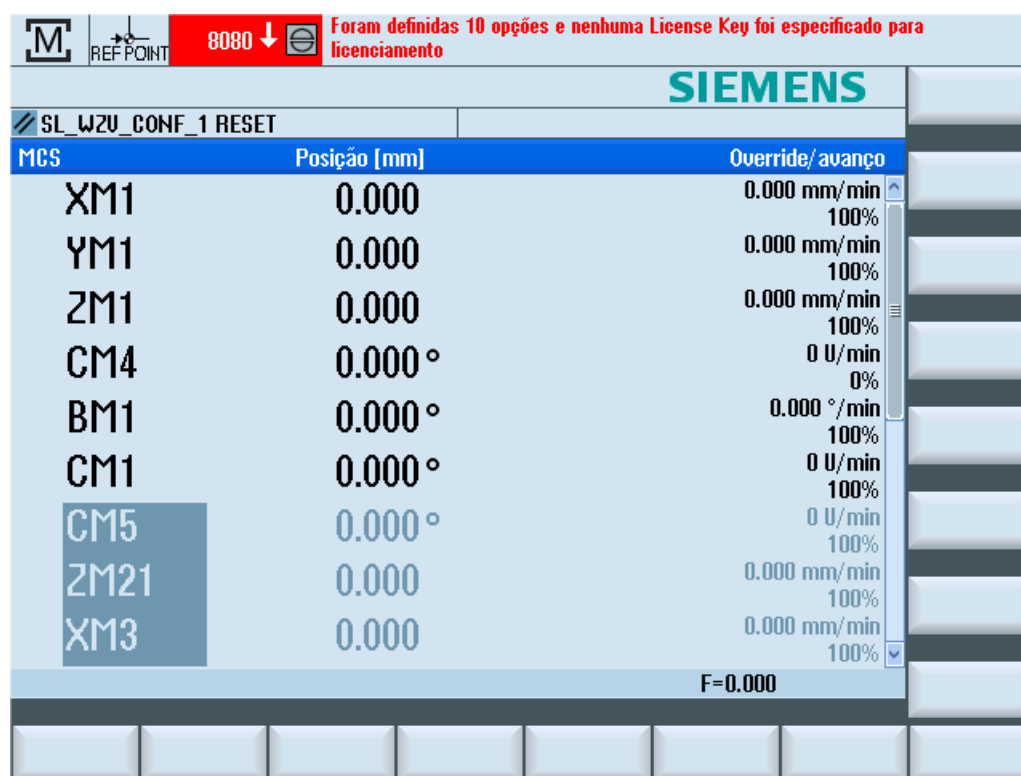 M
REF POINT
8080
Foram definidas 10 opções e nenhuma License Key foi especificado para
licenciamento
SIEMENS
SL_WZV_CONF_1 RESET
MCS Posição [mm] Override/avanço
XM1 0.000 0.000 mm/min
100%
YM1 0.000 0.000 mm/min
100%
ZM1 0.000 0.000 mm/min
100%
CM4 0.000° 0 U/min
0%
BM1 0.000° 0.000 °/min
100%
CM1 0.000° 0 U/min
100%
CM5 0.000° 0 U/min
100%
ZM21 0.000 0.000 mm/min
100%
XM3 0.000 0.000 mm/min
100%
F=0.000